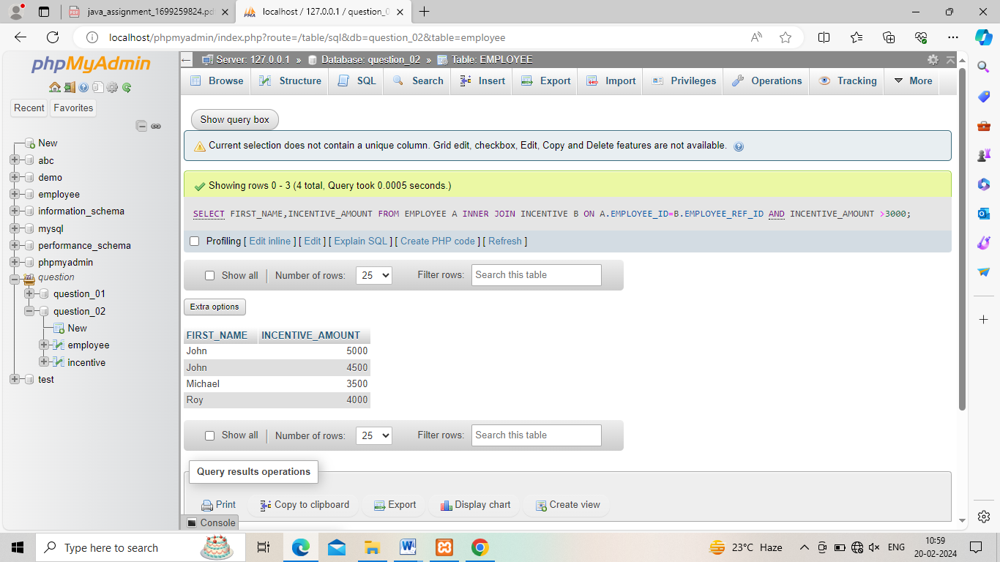 java_assignment_1699259824.pd
localhost / 127.0.0.1 / question_0
localhost/phpmyadmin/index.php?route=/table/sql&db=question_02&table=employee
phpMyAdmin
Recent
Favorites
New
abc
demo
employee
information_schema
mysql
performance_schema
phpmyadmin
question
question_01
question_02
New
employee
incentive
test
Server: 127.0.0.1 » Database: question_02 » Table: EMPLOYEE
Browse Structure SQL Search Insert Export Import Privileges Operations Tracking More
Show query box
Current selection does not contain a unique column. Grid edit, checkbox, Edit, Copy and Delete features are not available.
Showing rows 0 - 3 (4 total, Query took 0.0005 seconds.)
SELECT FIRST_NAME,INCENTIVE_AMOUNT FROM EMPLOYEE A INNER JOIN INCENTIVE B ON A.EMPLOYEE_ID=B.EMPLOYEE_REF_ID AND INCENTIVE_AMOUNT >3000;
Profiling [ Edit inline ] [ Edit ] [ Explain SQL ] [ Create PHP code ] [ Refresh ]
Show all Number of rows: 25 Filter rows: Search this table
Extra options
FIRST_NAME INCENTIVE_AMOUNT
John 5000
John 4500
Michael 3500
Roy 4000
Show all Number of rows: 25 Filter rows: Search this table
Query results operations
Print Copy to clipboard Export Display chart Create view
Console
Type here to search
23°C Haze
ENG
10:59
20-02-2024